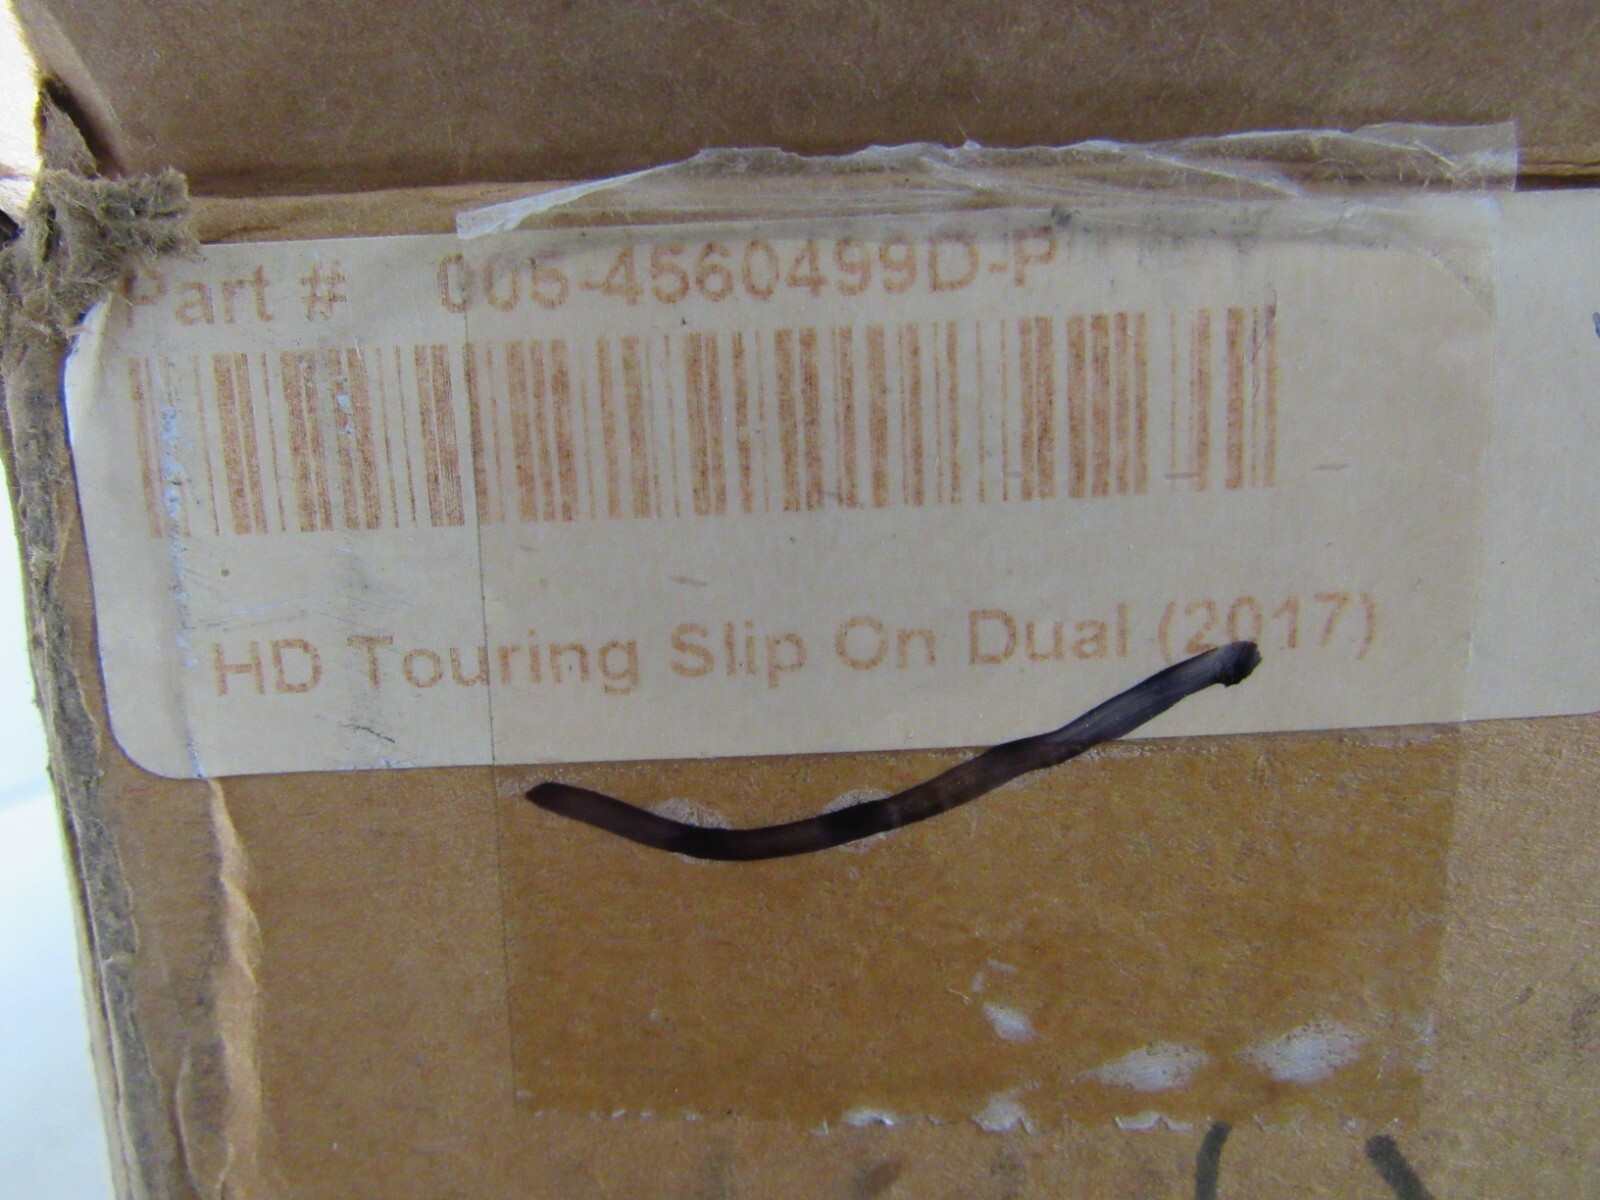 Part # 005-4560499D-P
HD Touring Slip On Dual (2017)